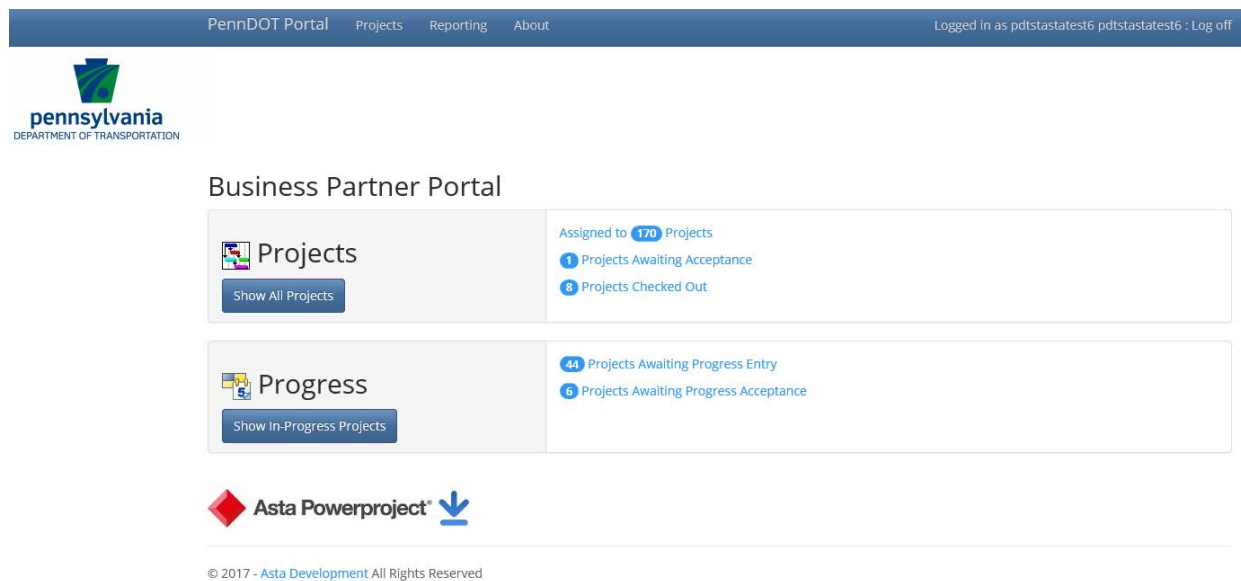 PennDOT Portal Projects Reporting About Logged in as pdtstastatest6 pdtstastatest6 : Log off
pennsylvania
DEPARTMENT OF TRANSPORTATION
Business Partner Portal
Projects
Show All Projects
Assigned to 170 Projects
1 Projects Awaiting Acceptance
8 Projects Checked Out
Progress
Show In-Progress Projects
44 Projects Awaiting Progress Entry
6 Projects Awaiting Progress Acceptance
Asta Powerproject®
© 2017 - Asta Development All Rights Reserved